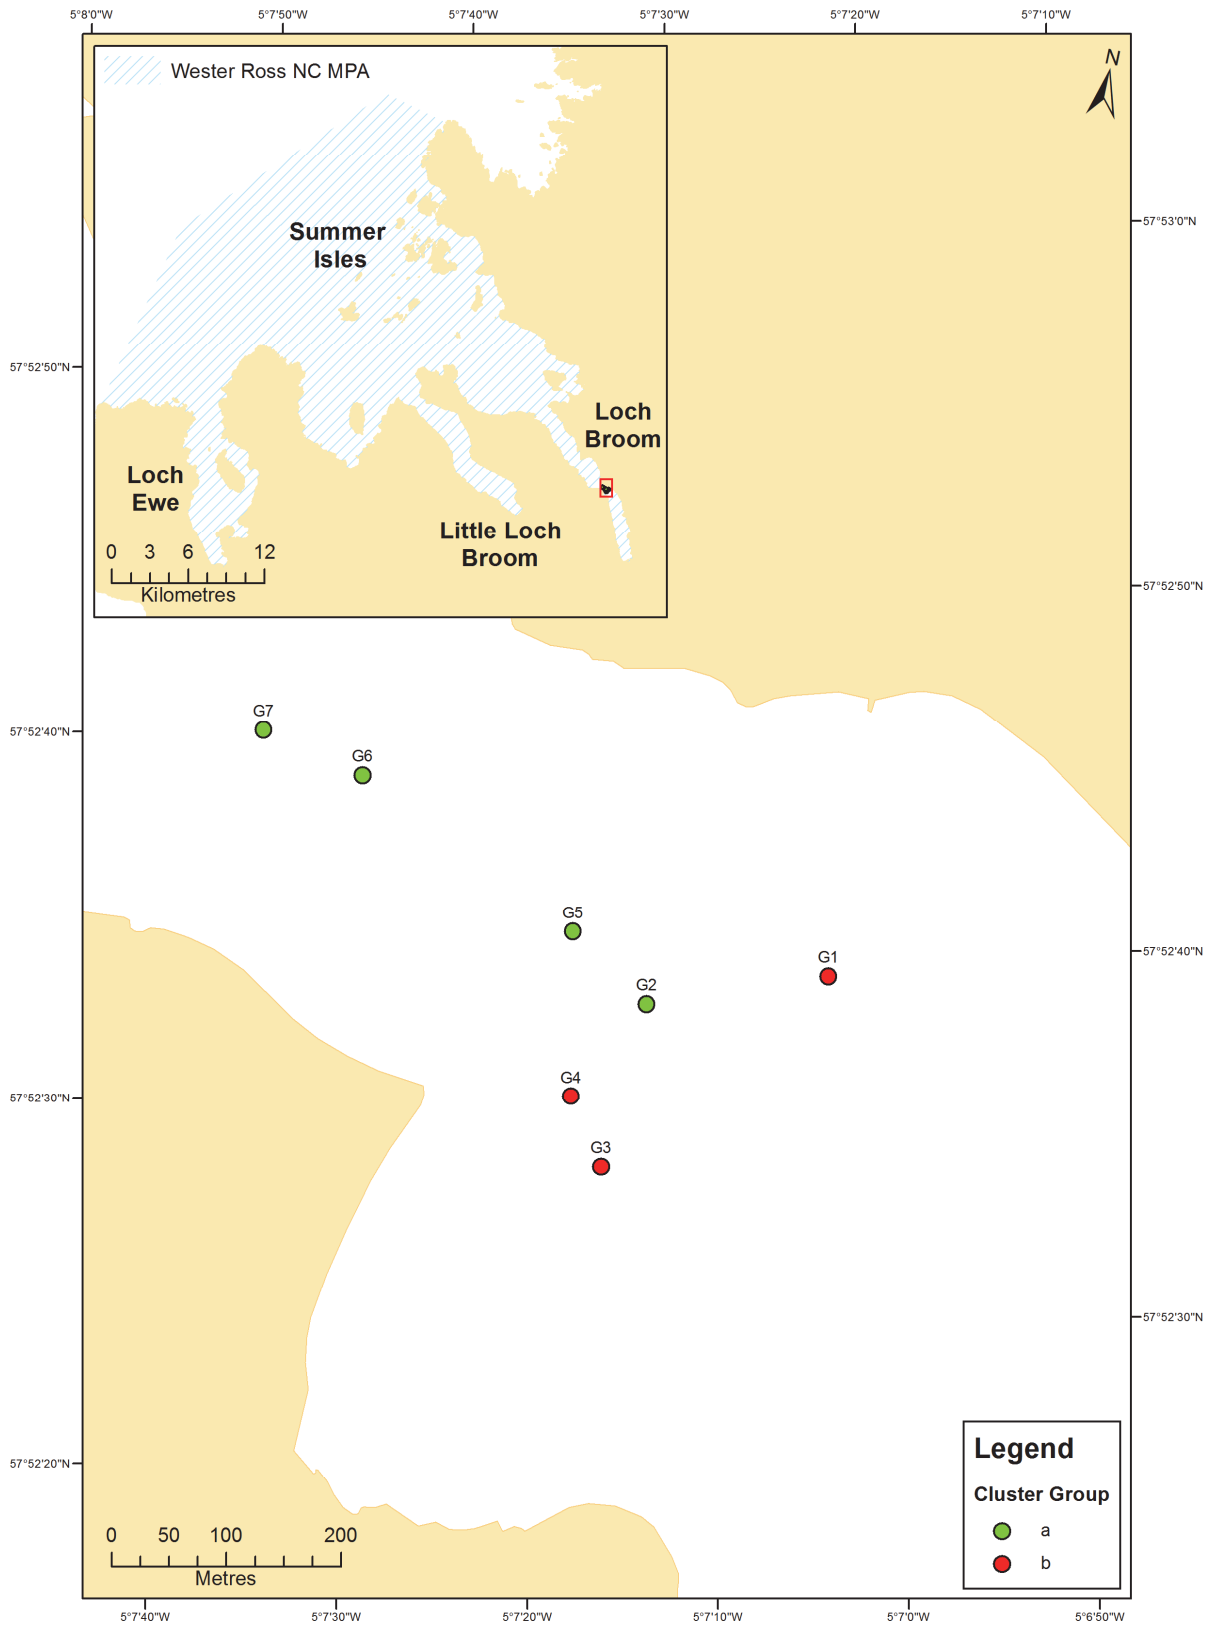 5°8'0"W 5°7'50"W 5°7'40"W 5°7'30"W 5°7'20"W 5°7'10"W
N
Wester Ross NC MPA
57°53'0"N
Summer
Isles
57°52'50"N
Loch
Broom
Loch
Ewe
Little Loch
Broom
0 3 6 12
Kilometres
57°52'50"N
G7
57°52'40"N
G6
G5
57°52'40"N
G1
G2
G4
57°52'30"N
G3
57°52'30"N
Legend
57°52'20"N
Cluster Group
a
b
0 50 100 200
Metres
5°7'40"W 5°7'30"W 5°7'20"W 5°7'10"W 5°7'0"W 5°6'50"W